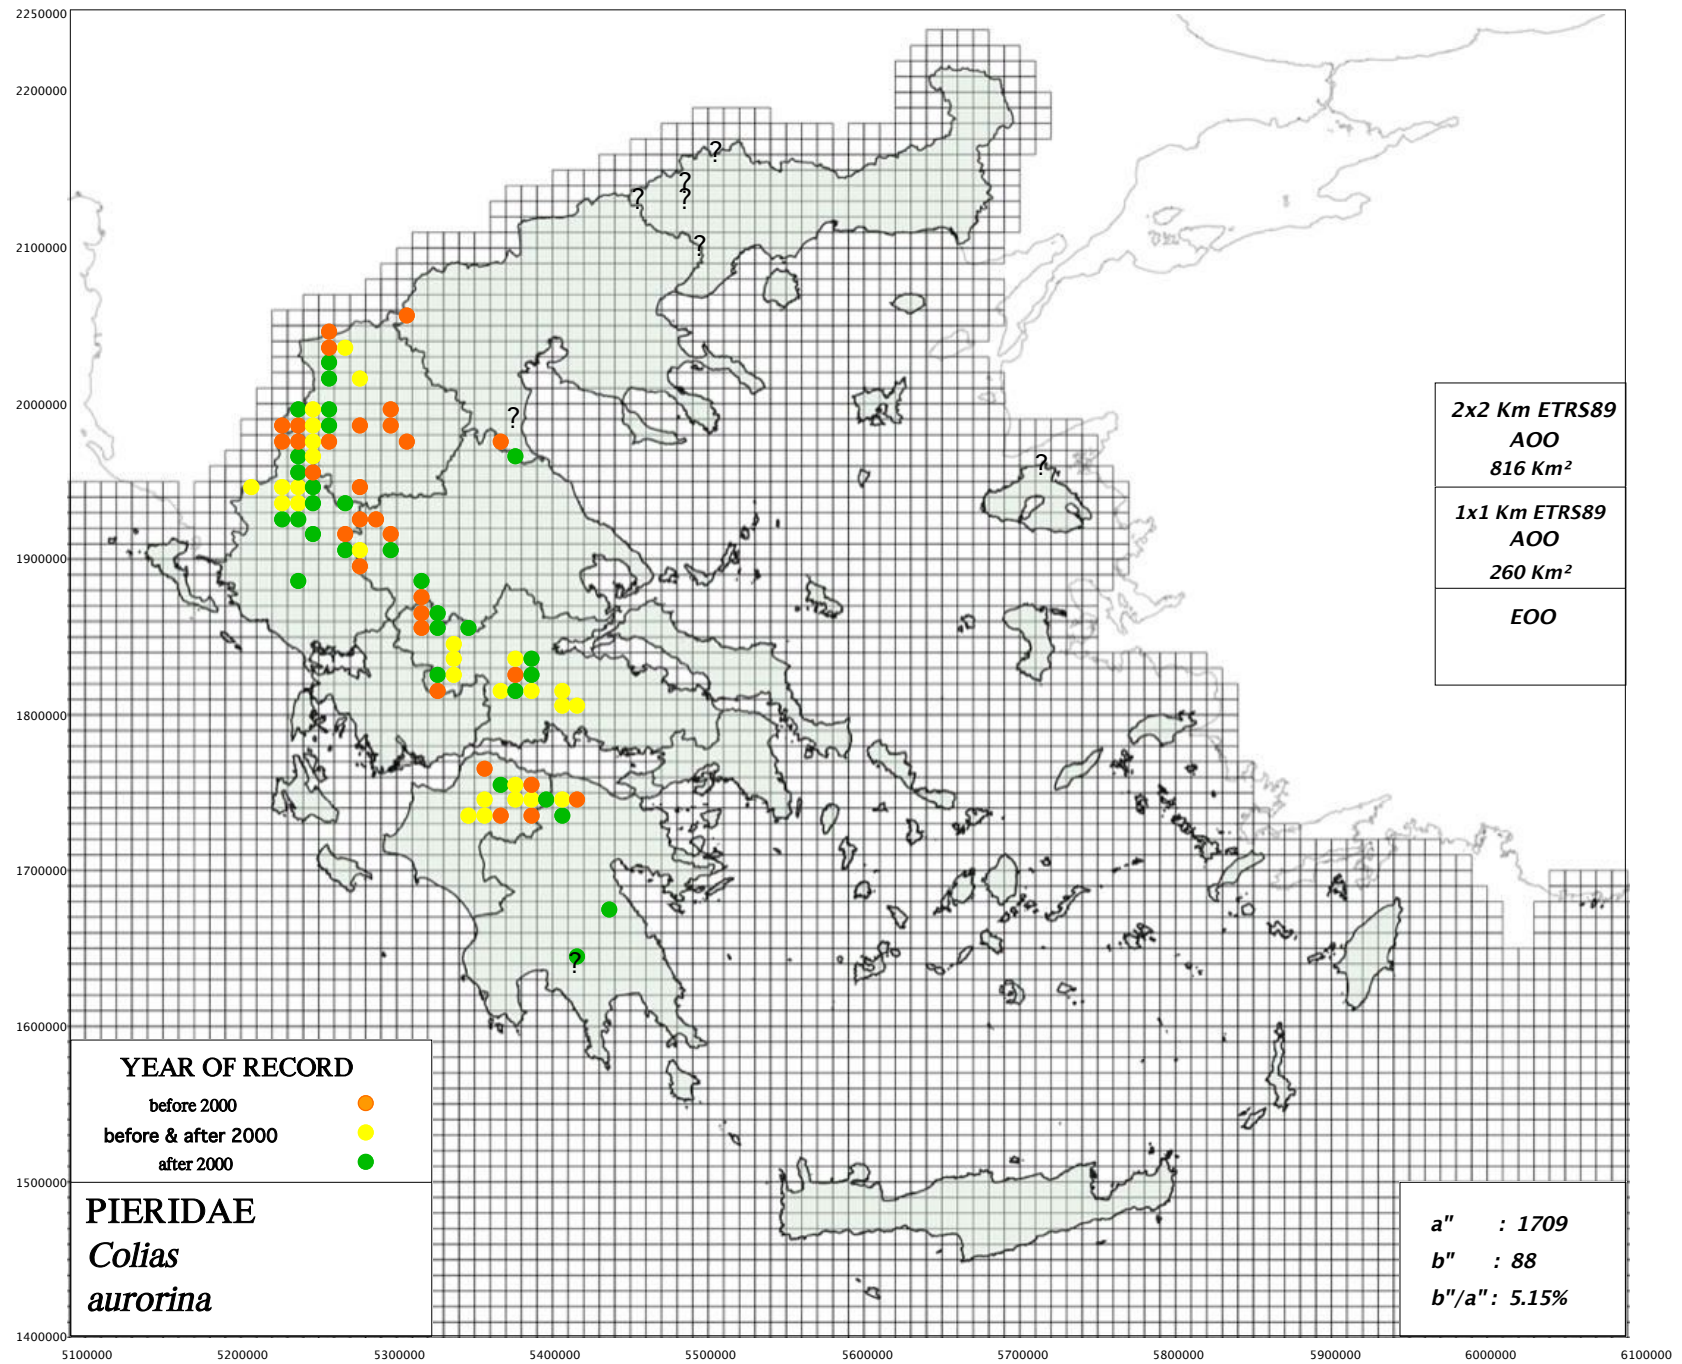 2250000
2200000
2100000
2000000
1900000
1800000
1700000
1600000
1500000
1400000
?
?
?
?
?
?
?
?
2x2 Km ETRS89
AOO
816 Km²
1x1 Km ETRS89
AOO
260 Km²
EOO
YEAR OF RECORD
before 2000
before & after 2000
after 2000
PIERIDAE
Colias
aurorina
a" : 1709
b" : 88
b"/a" : 5.15%
5100000 5200000 5300000 5400000 5500000 5600000 5700000 5800000 5900000 6000000 6100000